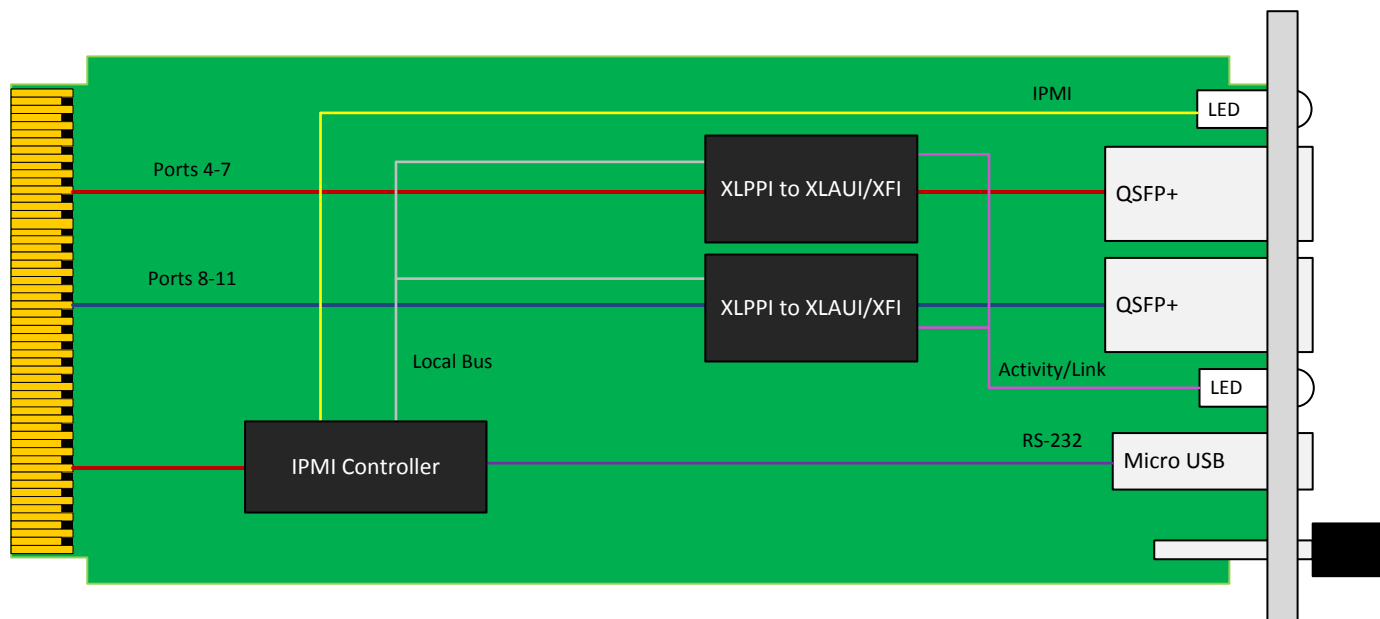 IPMI
LED
Ports 4-7
XLPPI to XLAUI/XFI
QSFP+
Ports 8-11
XLPPI to XLAUI/XFI
QSFP+
Local Bus
Activity/Link
LED
RS-232
IPMI Controller
Micro USB